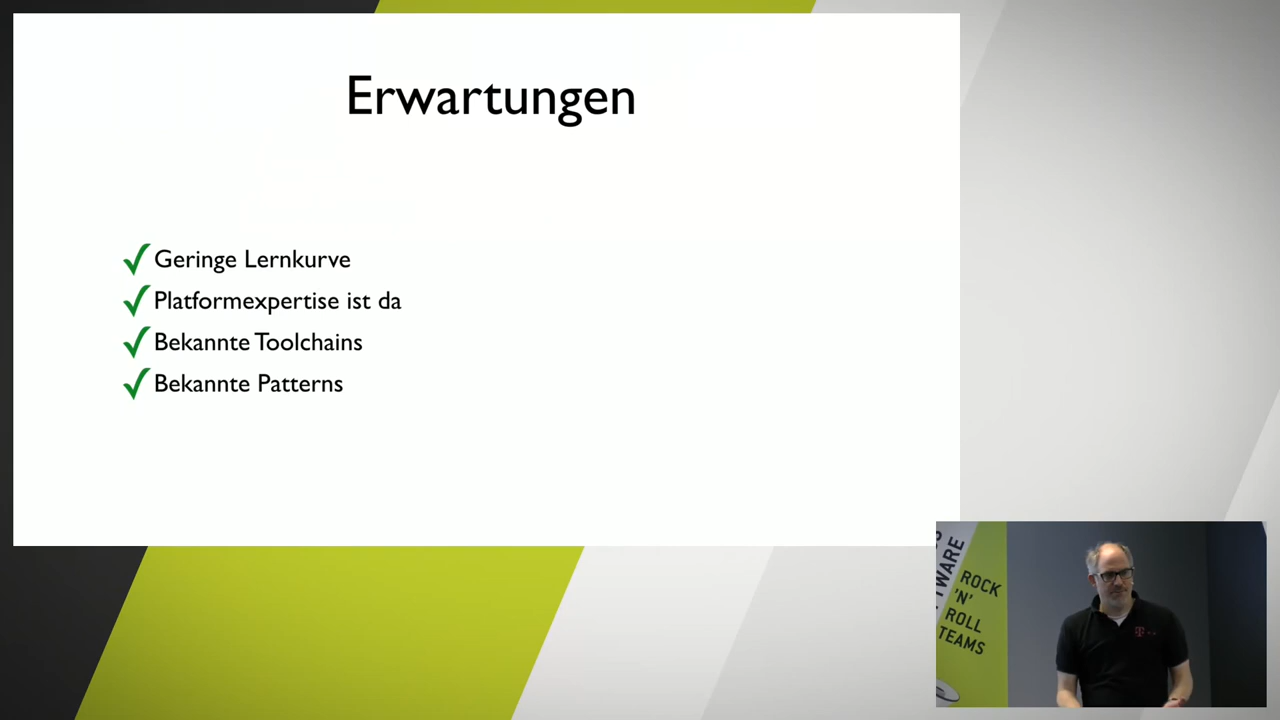 Erwartungen
Geringe Lernkurve
Platformexpertise ist da
Bekannte Toolchains
Bekannte Patterns
ROCK
'N'
ROLL
TEAMS